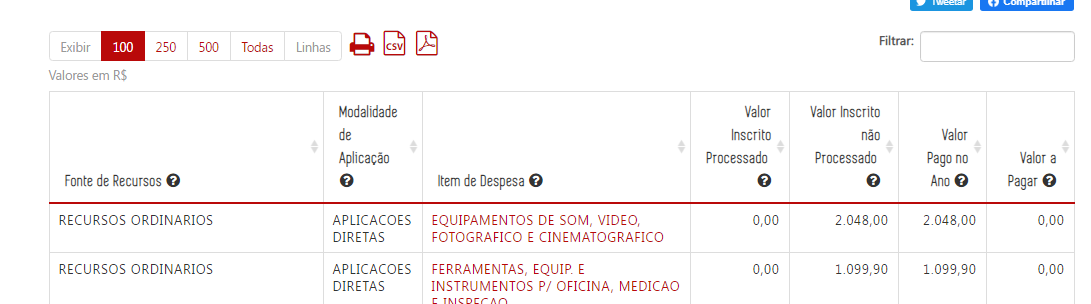 Tweetar Compartilhar
Exibir 100 250 500 Todas Linhas CSV
Filtrar:
Valores em R$
Fonte de Recursos
Modalidade
de
Aplicação
Item de Despesa
Valor
Inscrito
Processado
Valor Inscrito
não
Processado
Valor
Pago no
Ano
Valor a
Pagar
RECURSOS ORDINARIOS
APLICACOES
DIRETAS
EQUIPAMENTOS DE SOM, VIDEO,
FOTOGRAFICO E CINEMATOGRAFICO
0,00
2.048,00
2.048,00
0,00
RECURSOS ORDINARIOS
APLICACOES
DIRETAS
FERRAMENTAS, EQUIP. E
INSTRUMENTOS P/ OFICINA, MEDICAO
E INSPECAO
0,00
1.099,90
1.099,90
0,00